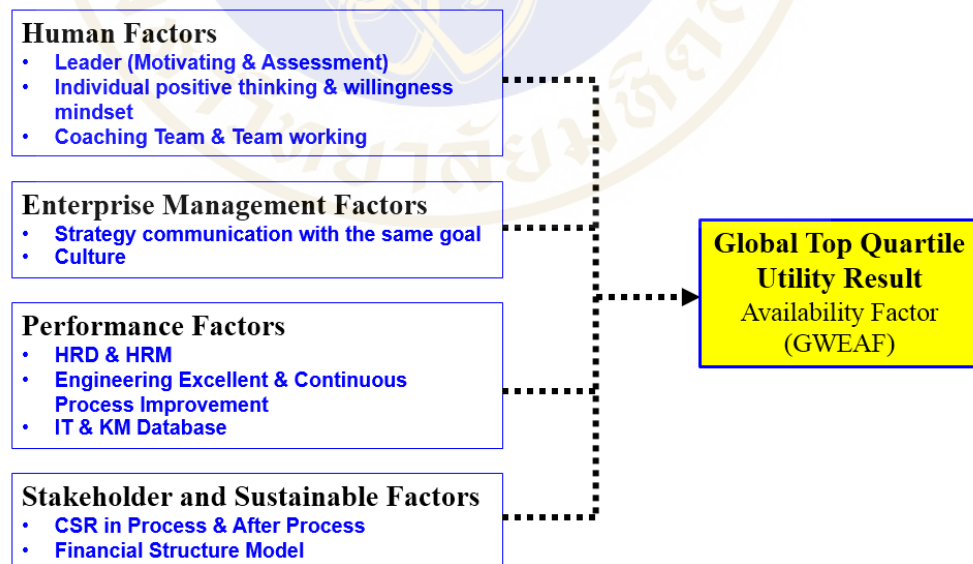 Human Factors
• Leader (Motivating & Assessment)
• Individual positive thinking & willingness
mindset
• Coaching Team & Team working
Enterprise Management Factors
• Strategy communication with the same goal
• Culture
Performance Factors
• HRD & HRM
• Engineering Excellent & Continuous
Process Improvement
• IT & KM Database
Stakeholder and Sustainable Factors
• CSR in Process & After Process
• Financial Structure Model
Global Top Quartile
Utility Result
Availability Factor
(GWEAF)